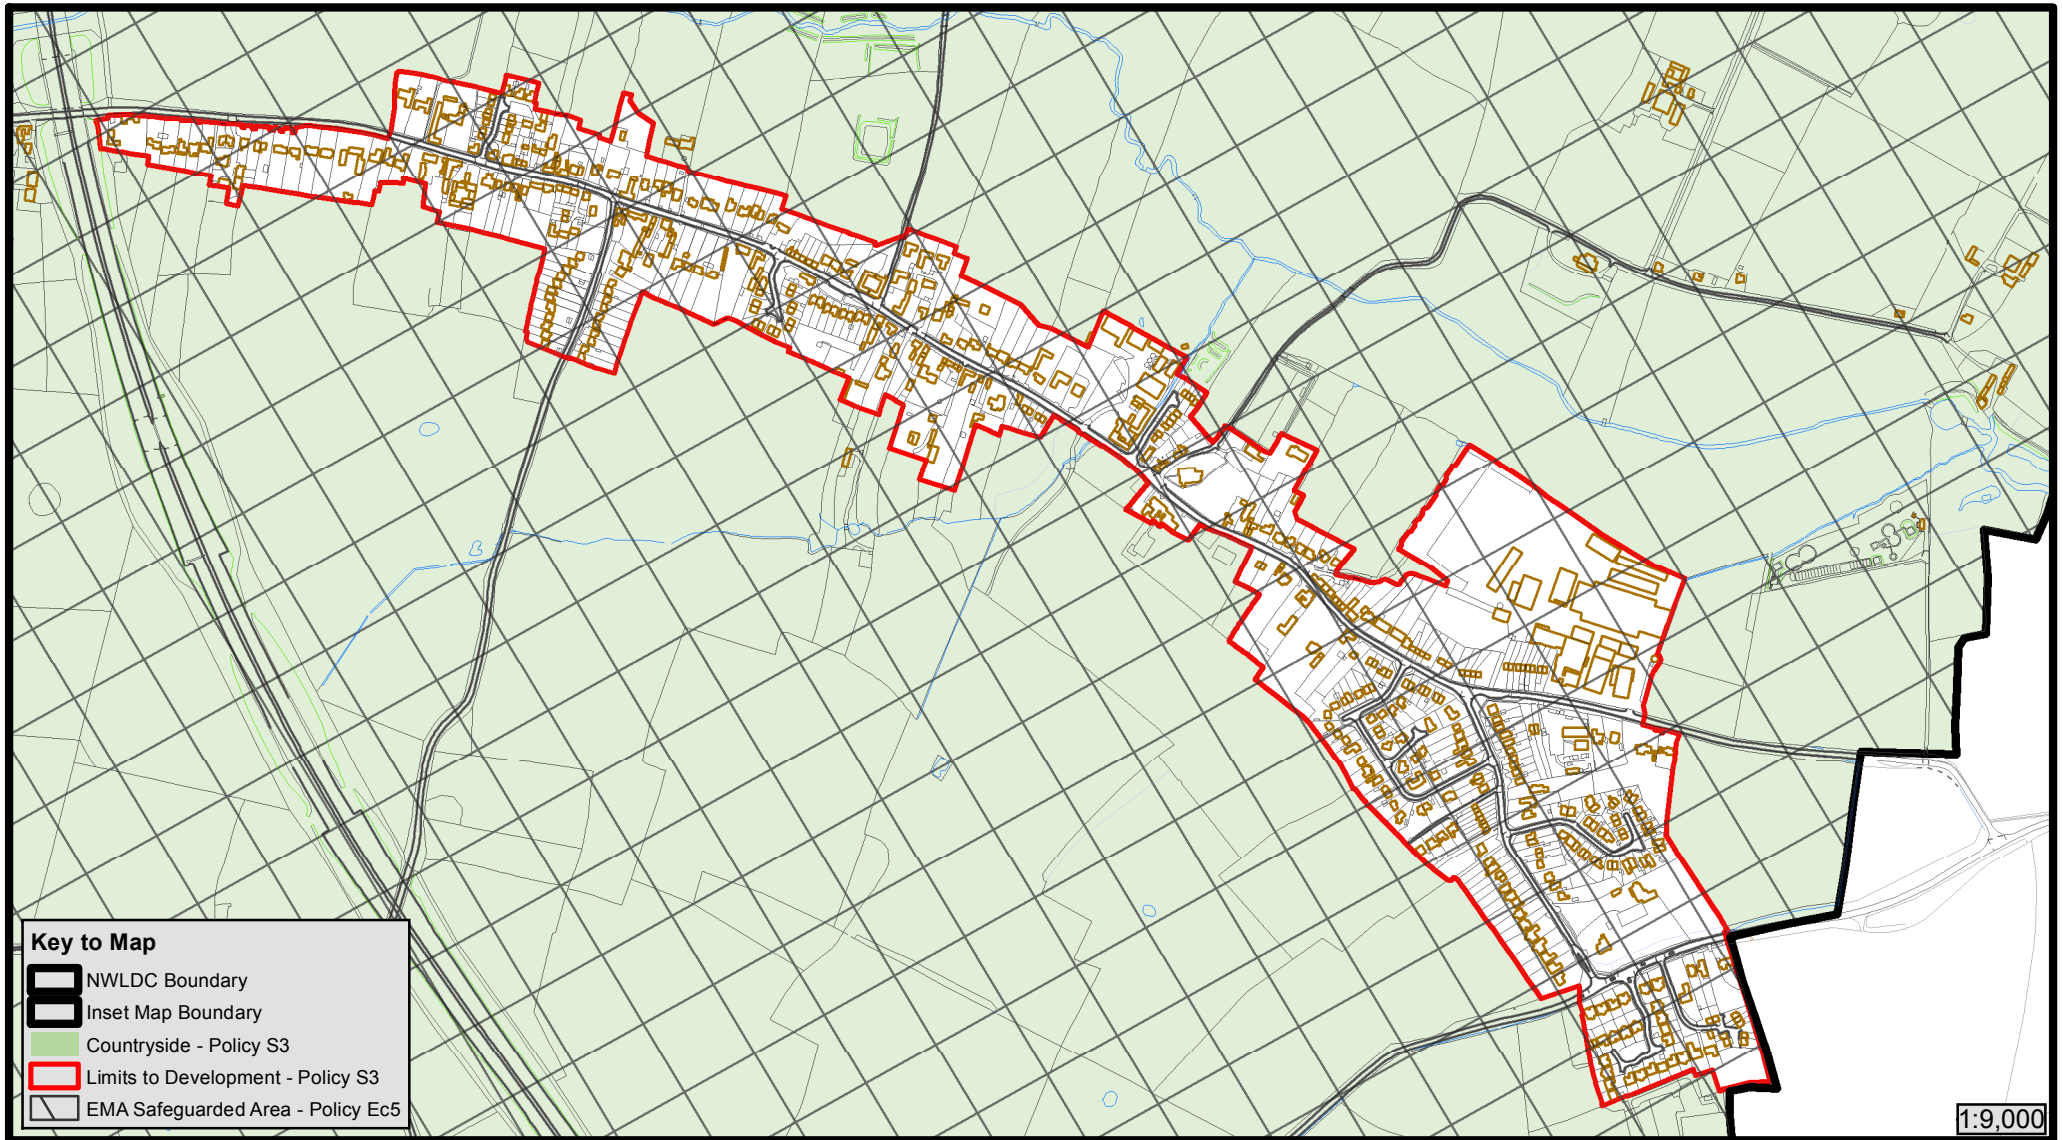 Key to Map
NWLDC Boundary
Inset Map Boundary
Countryside - Policy S3
Limits to Development - Policy S3
EMA Safeguarded Area - Policy Ec5
1:9,000